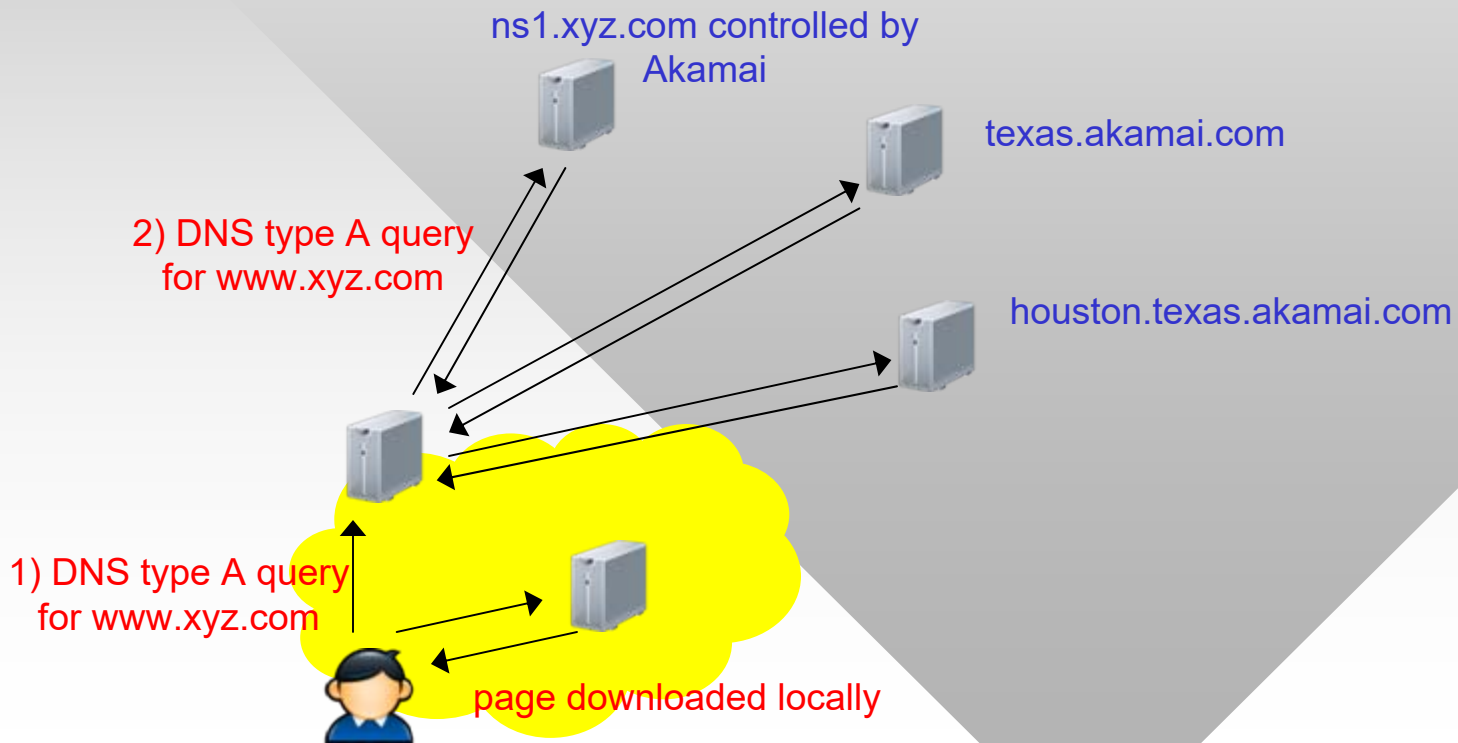 ns1.xyz.com controlled by
Akamai
texas.akamai.com
2) DNS type A query
for www.xyz.com
houston.texas.akamai.com
1) DNS type A query
for www.xyz.com
page downloaded locally